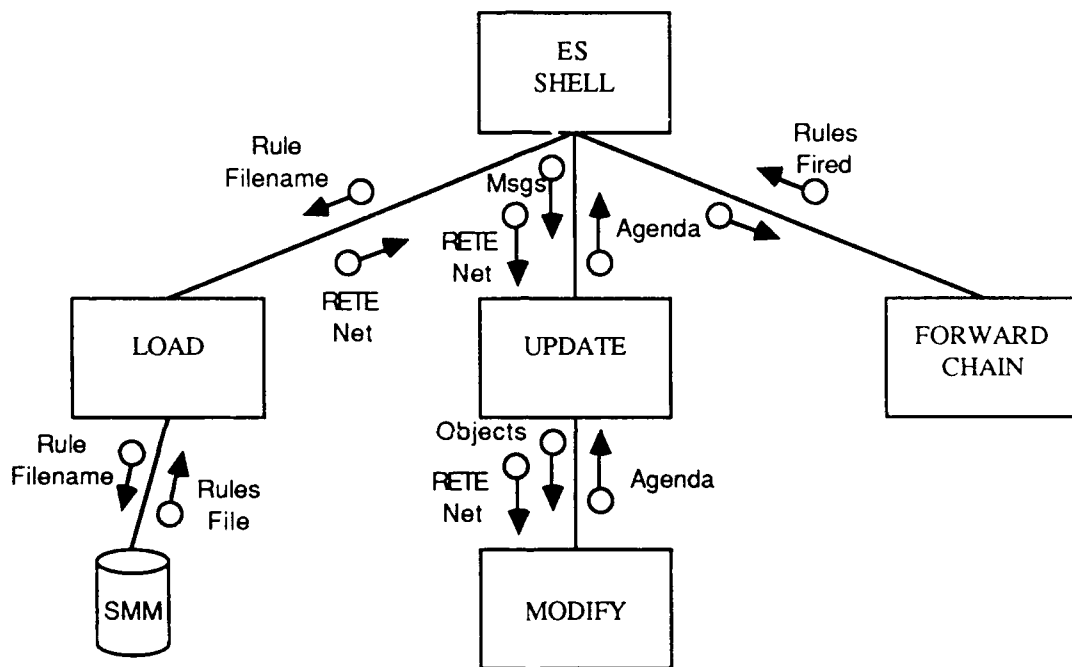 ES
SHELL
Rule
Filename
Msgs
Rules
Fired
RETE
Net
Agenda
RETE
Net
LOAD
UPDATE
FORWARD
CHAIN
Rule
Filename
Rules
File
Objects
RETE
Net
Agenda
SMM
MODIFY